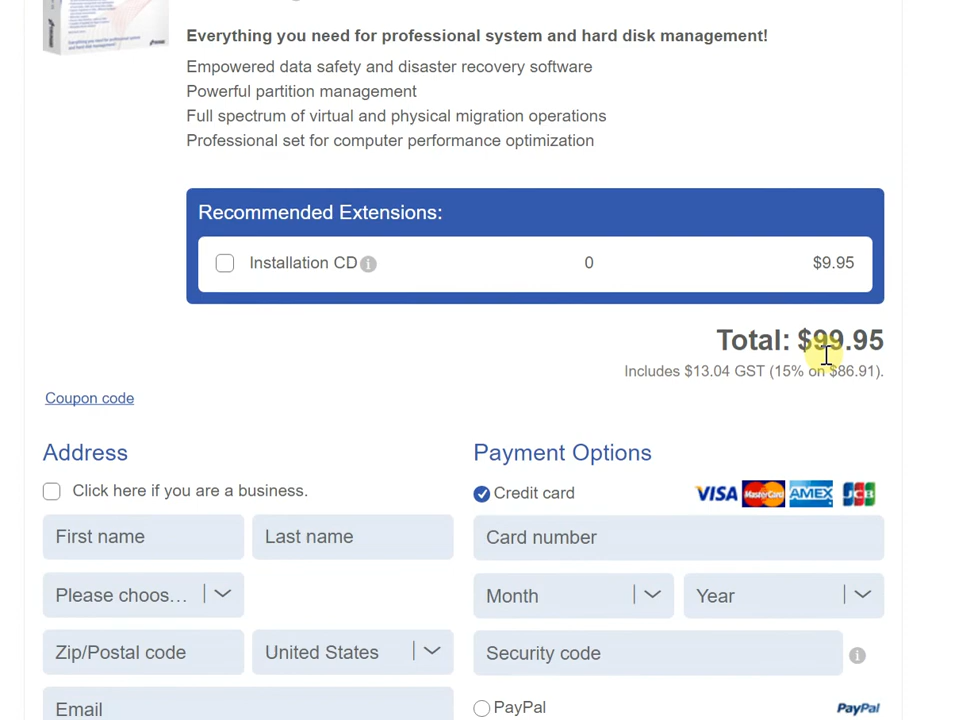 Everything you need for professional system and hard disk management!
Empowered data safety and disaster recovery software
Powerful partition management
Full spectrum of virtual and physical migration operations
Professional set for computer performance optimization
Recommended Extensions:
Installation CD 0 $9.95
Total: $99.95
Includes $13.04 GST (15% on $86.91).
Coupon code
Address
Click here if you are a business.
First name Last name
Please choos...
Zip/Postal code United States
Email
Payment Options
Credit card VISA MasterCard AMEX JCB
Card number
Month Year
Security code
PayPal PayPal